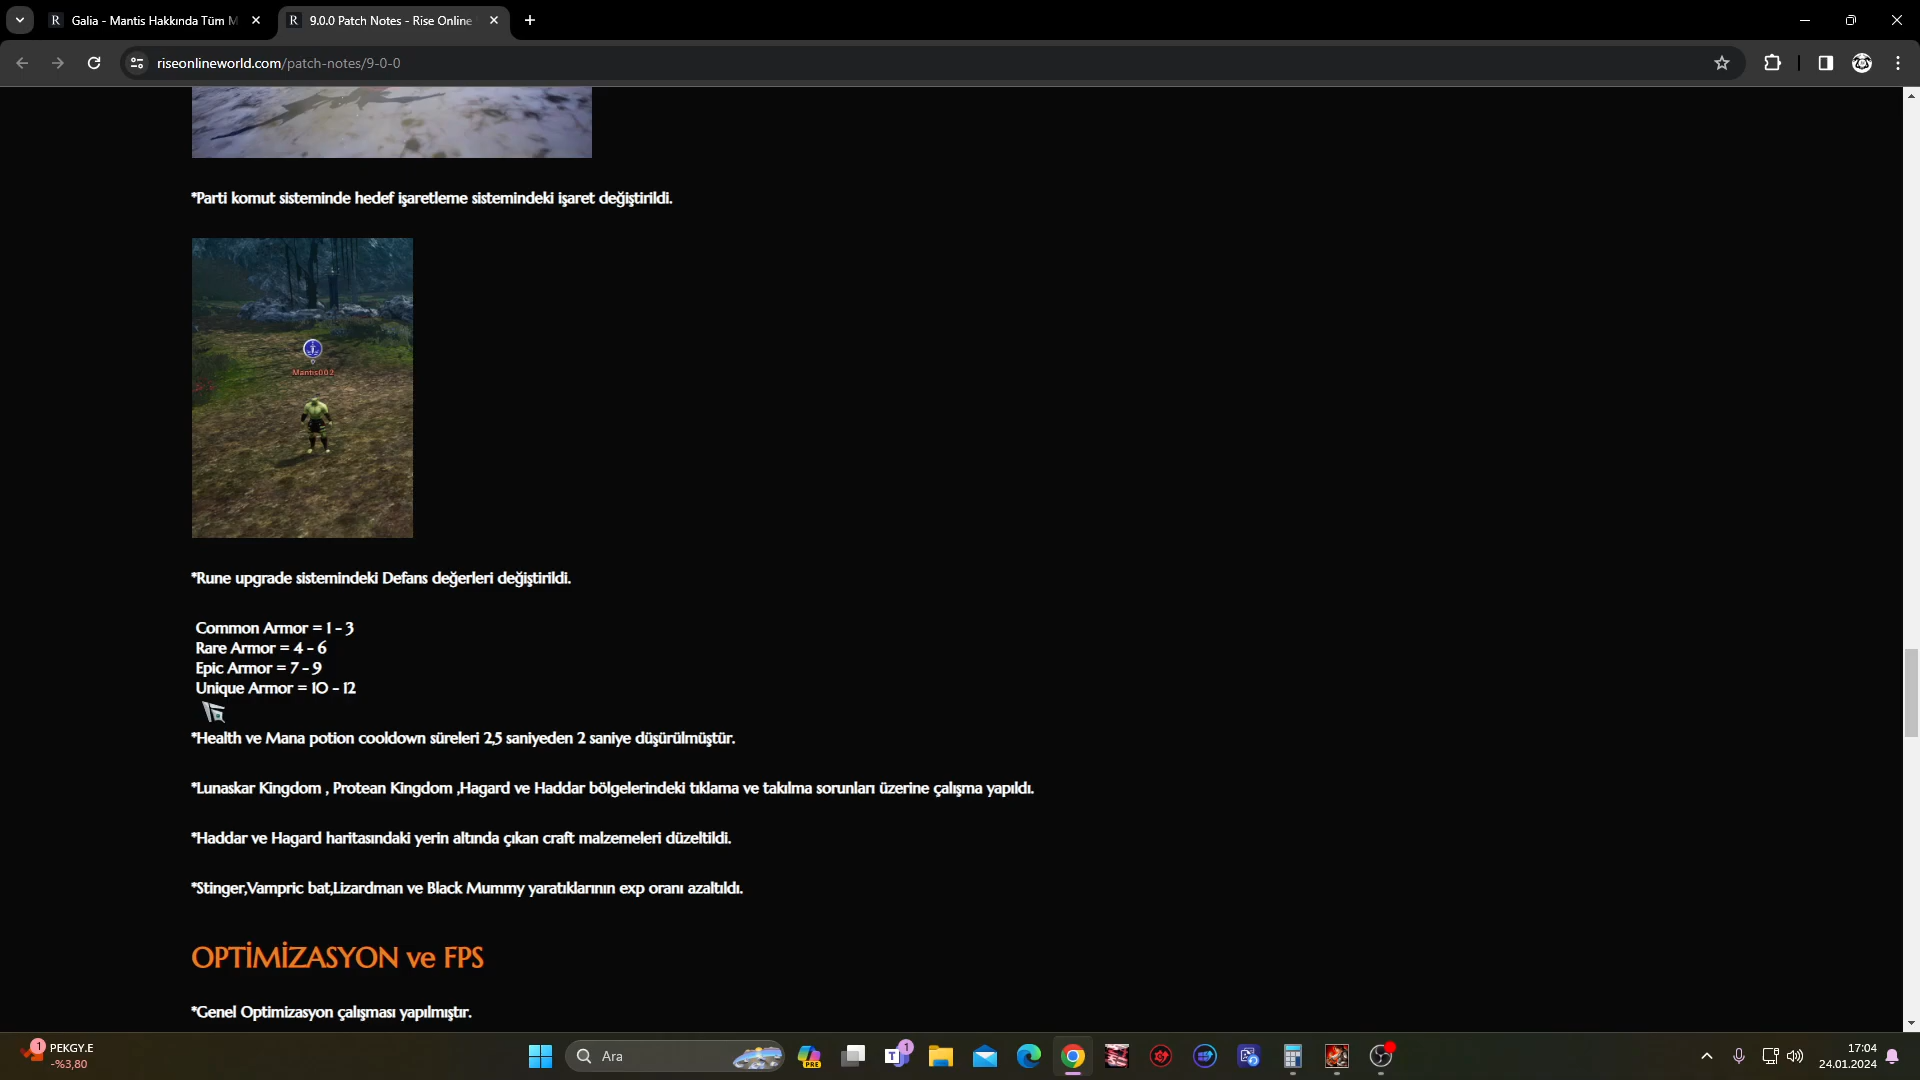 Galia - Mantis Hakkında Tüm M
9.0.0 Patch Notes - Rise Online
riseonlineworld.com/patch-notes/9-0-0
*Parti komut sisteminde hedef işaretleme sistemindeki işaret değiştirildi.
Mantis002
*Rune upgrade sistemindeki Defans değerleri değiştirildi.
Common Armor = 1 - 3
Rare Armor = 4 - 6
Epic Armor = 7 - 9
Unique Armor = 10 - 12
*Health ve Mana potion cooldown süreleri 2,5 saniyeden 2 saniye düşürülmüştür.
*Lunaskar Kingdom , Protean Kingdom ,Hagard ve Haddar bölgelerindeki tıklama ve takılma sorunları üzerine çalışma yapıldı.
*Haddar ve Hagard haritasındaki yerin altında çıkan craft malzemeleri düzeltildi.
*Stinger,Vampric bat,Lizardman ve Black Mummy yaratıklarının exp oranı azaltıldı.
OPTİMİZASYON ve FPS
*Genel Optimizasyon çalışması yapılmıştır.
1
PEKGY.E
-%3,80
Ara
PRE
1
17:04
24.01.2024